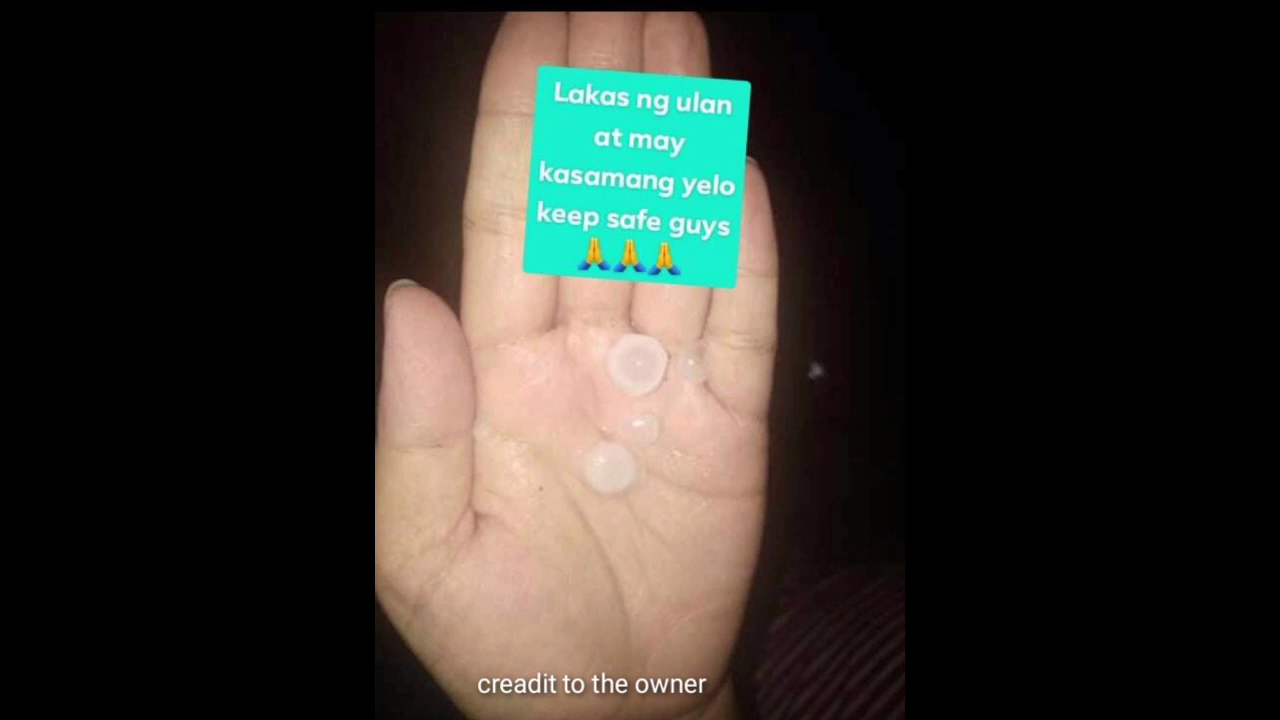 Lakas ng ulan
at may
kasamang yelo
keep safe guys
🙏🙏🙏
creadit to the owner